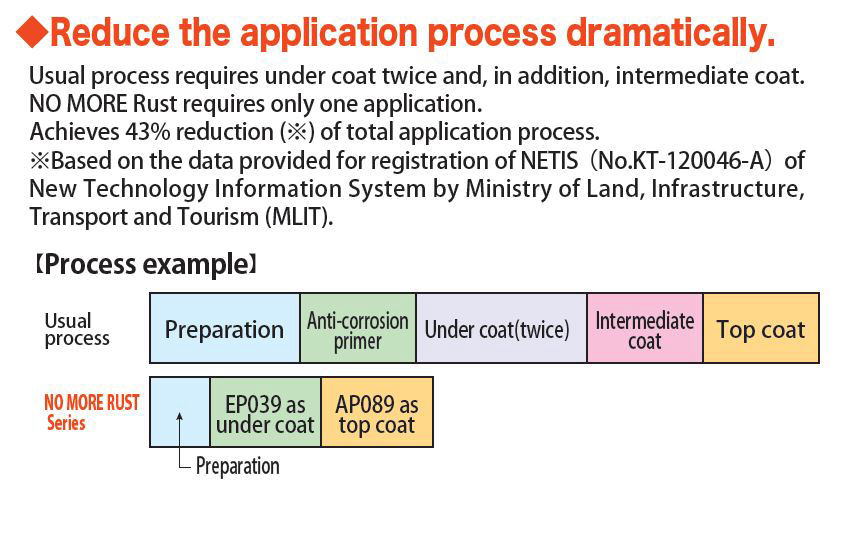 ◆Reduce the application process dramatically.
Usual process requires under coat twice and, in addition, intermediate coat.
NO MORE Rust requires only one application.
Achieves 43% reduction (※) of total application process.
※Based on the data provided for registration of NETIS（No.KT-120046-A）of
New Technology Information System by Ministry of Land, Infrastructure,
Transport and Tourism (MLIT).
【Process example】
Usual
process
Preparation
Anti-corrosion
primer
Under coat(twice)
Intermediate
coat
Top coat
NO MORE RUST
Series
EP039 as
under coat
AP089 as
top coat
Preparation